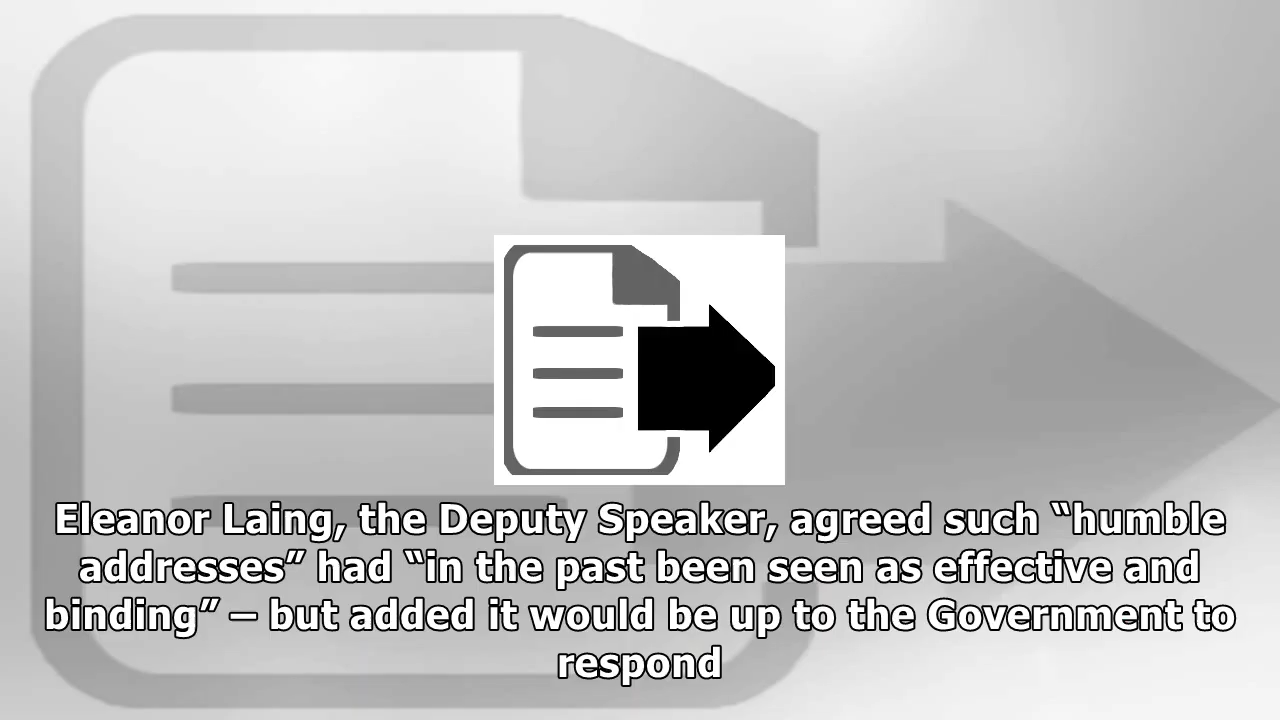 Eleanor Laing, the Deputy Speaker, agreed such “humble
addresses” had “in the past been seen as effective and
binding” – but added it would be up to the Government to
respond